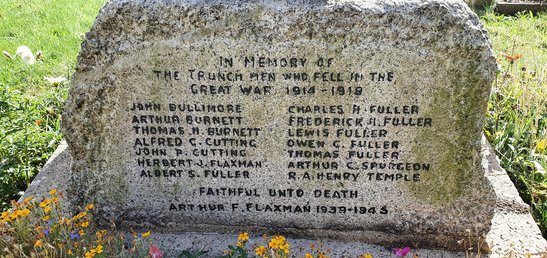 IN MEMORY OF
THE TRUNCH MEN WHO FELL IN THE
GREAT WAR 1914-1918
JOHN BULLIMORE
ARTHUR BURNETT
THOMAS H. BURNETT
ALFRED G. CUTTING
JOHN P. CUTTING
HERBERT J. FLAXMAN
ALBERT S. FULLER
CHARLES H. FULLER
FREDERICK H. FULLER
LEWIS FULLER
OWEN G. FULLER
THOMAS FULLER
ARTHUR C. SPURGEON
R.A. HENRY TEMPLE
FAITHFUL UNTO DEATH
ARTHUR F. FLAXMAN 1939-1945